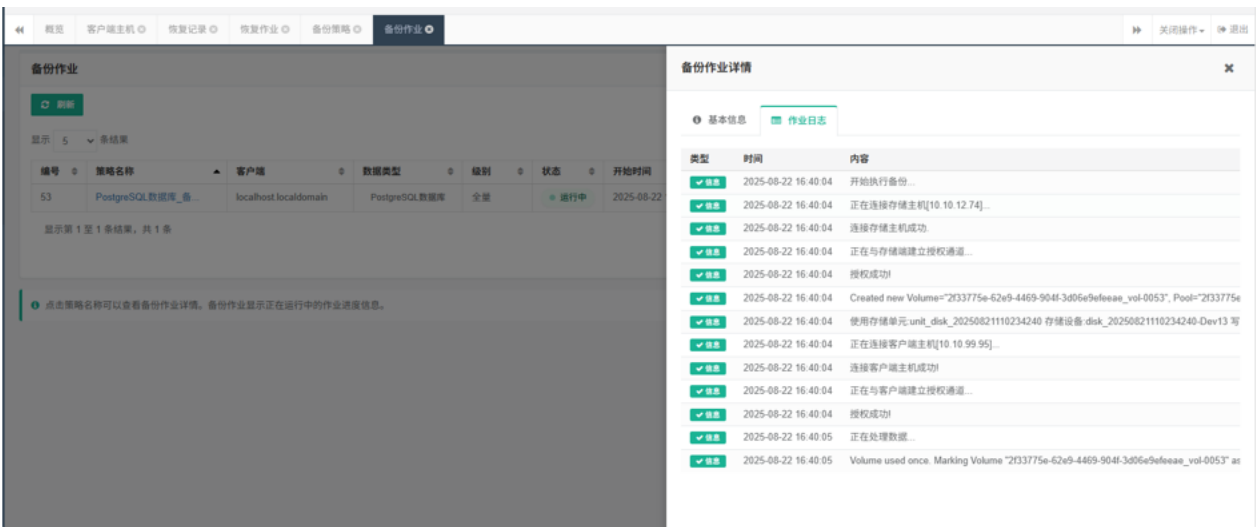 概览 客户端主机 恢复记录 恢复作业 备份策略 备份作业 关闭操作 退出
备份作业
刷新
显示 5 条结果
编号 策略名称 客户端 数据类型 级别 状态 开始时间
53 PostgreSQL数据库_备... localhost.localdomain PostgreSQL数据库 全量 运行中 2025-08-22
显示第 1 至 1 条结果，共 1 条
点击策略名称可以查看备份作业详情。备份作业显示正在运行中的作业进度信息。
备份作业详情
基本信息 作业日志
类型 时间 内容
信息 2025-08-22 16:40:04 开始执行备份...
信息 2025-08-22 16:40:04 正在连接存储主机[10.10.12.74]...
信息 2025-08-22 16:40:04 连接存储主机成功.
信息 2025-08-22 16:40:04 正在与存储端建立授权通道...
信息 2025-08-22 16:40:04 授权成功!
信息 2025-08-22 16:40:04 Created new Volume="2f33775e-62e9-4469-904f-3d06e9efeeae_vol-0053", Pool="2f33775e
信息 2025-08-22 16:40:04 使用存储单元:unit_disk_20250821110234240 存储设备:disk_20250821110234240-Dev13 写
信息 2025-08-22 16:40:04 正在连接客户端主机[10.10.99.95]...
信息 2025-08-22 16:40:04 连接客户端主机成功!
信息 2025-08-22 16:40:04 正在与客户端建立授权通道...
信息 2025-08-22 16:40:04 授权成功!
信息 2025-08-22 16:40:05 正在处理数据...
信息 2025-08-22 16:40:05 Volume used once. Marking Volume "2f33775e-62e9-4469-904f-3d06e9efeeae_vol-0053" as